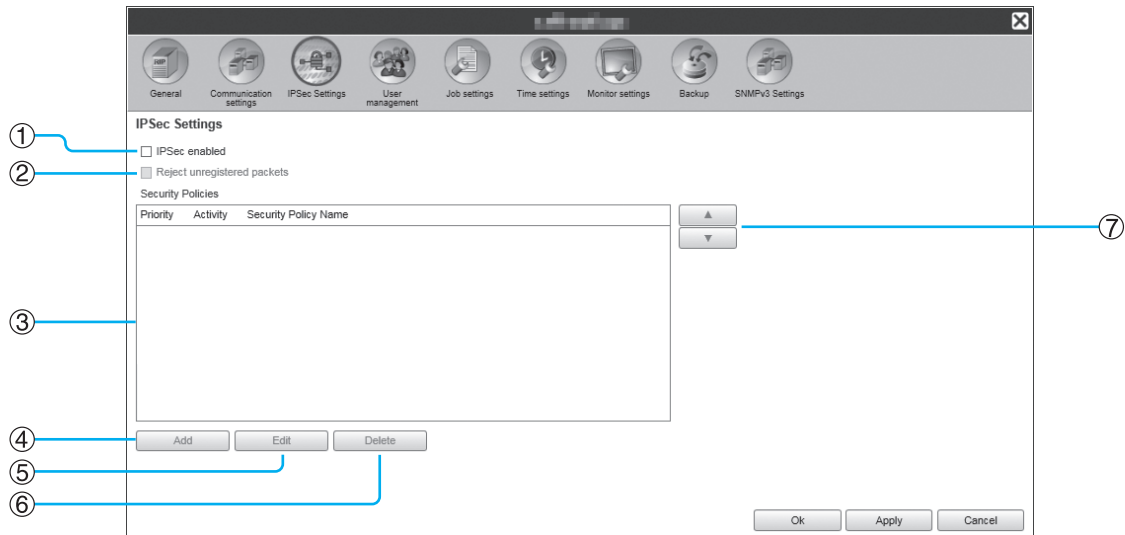 General
Communication settings
IPSec Settings
User management
Job settings
Time settings
Monitor settings
Backup
SNMPv3 Settings
IPSec Settings
① IPSec enabled
② Reject unregistered packets
Security Policies
Priority Activity Security Policy Name
▲
▼
⑦
③
④ Add Edit Delete
⑤
⑥
Ok Apply Cancel